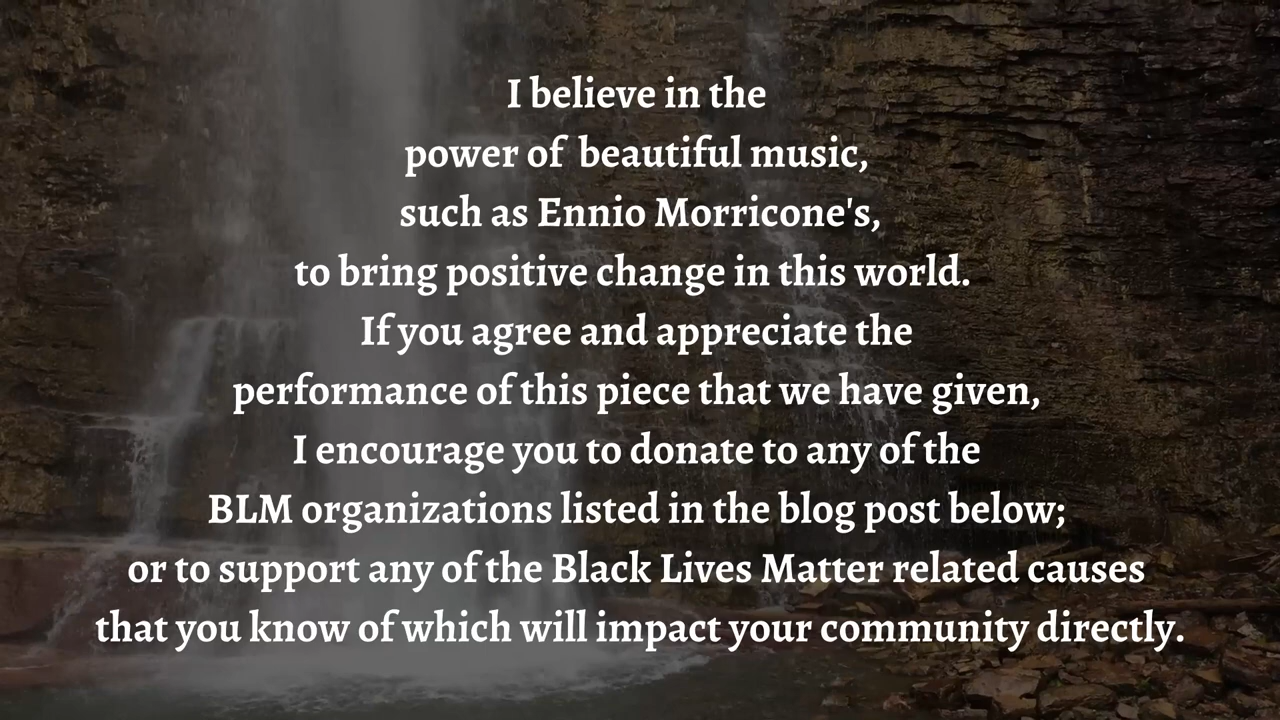 I believe in the
power of  beautiful music,
such as Ennio Morricone's,
to bring positive change in this world.
If you agree and appreciate the
performance of this piece that we have given,
I encourage you to donate to any of the
BLM organizations listed in the blog post below;
or to support any of the Black Lives Matter related causes
that you know of which will impact your community directly.